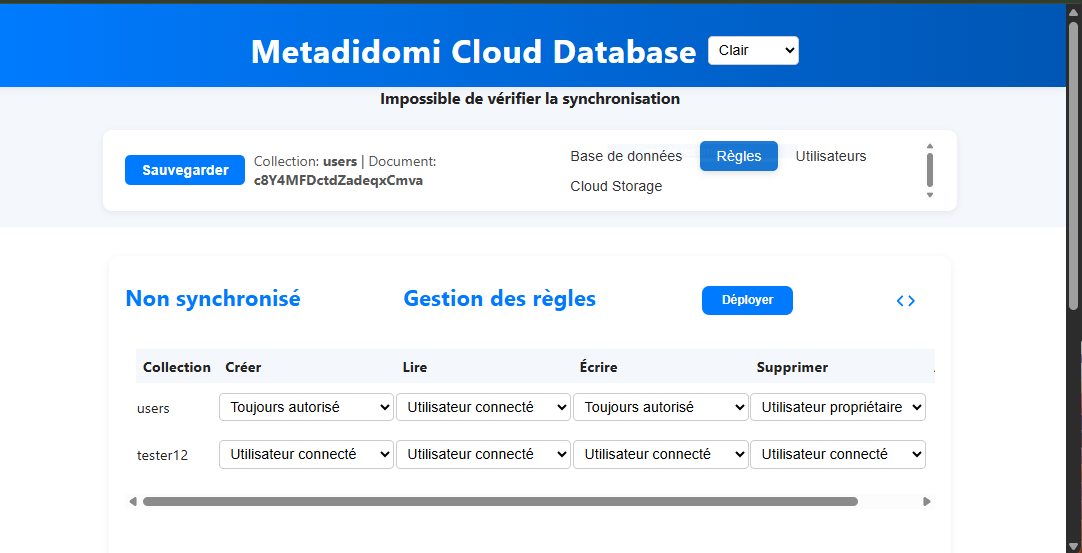 Metadidomi Cloud Database Clair
Impossible de vérifier la synchronisation
Sauvegarder
Collection: users | Document:
c8Y4MFDctdZadeqxCmva
Base de données Règles Utilisateurs
Cloud Storage
Non synchronisé Gestion des règles Déployer <>
Collection Créer Lire Écrire Supprimer
users Toujours autorisé Utilisateur connecté Toujours autorisé Utilisateur propriétaire
tester12 Utilisateur connecté Utilisateur connecté Utilisateur connecté Utilisateur connecté